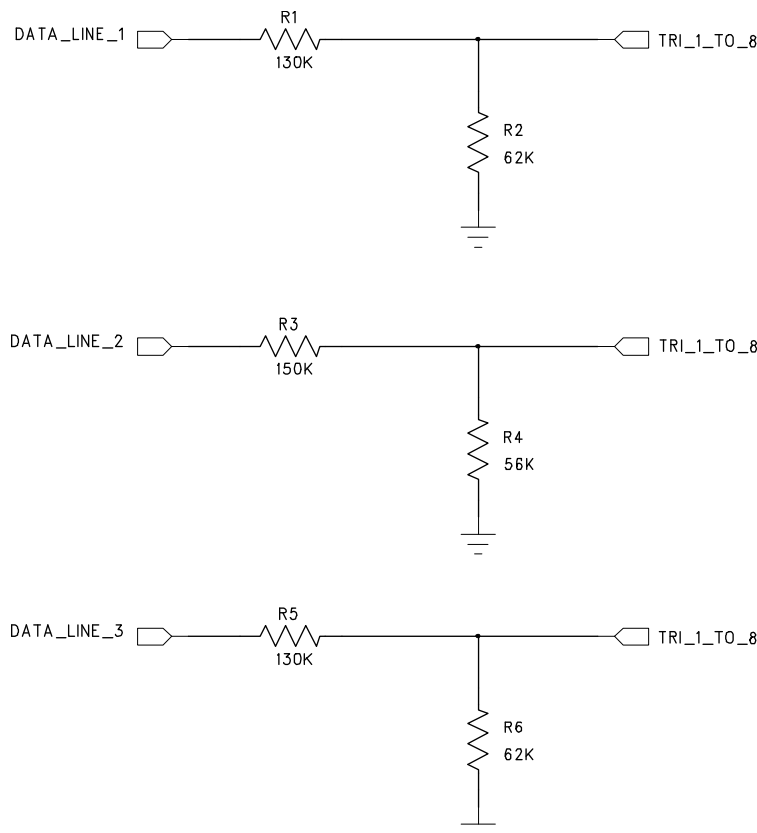 R1
DATA_LINE_1
TRI_1_TO_8
130K
R2
62K
R3
DATA_LINE_2
TRI_1_TO_8
150K
R4
56K
R5
DATA_LINE_3
TRI_1_TO_8
130K
R6
62K